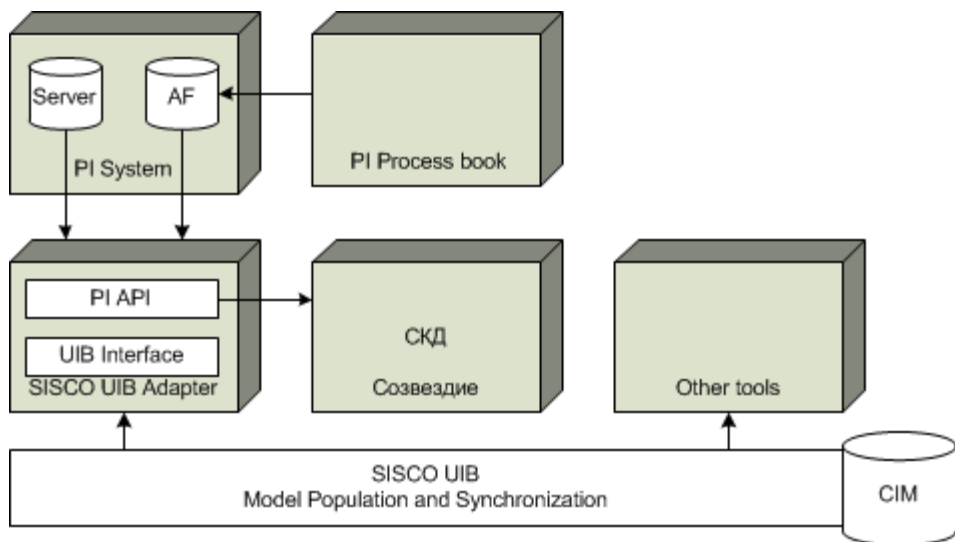 Server
AF
PI System
PI Process book
PI API
UIB Interface
SISCO UIB Adapter
СКД
Созвездие
Other tools
SISCO UIB
Model Population and Synchronization
CIM